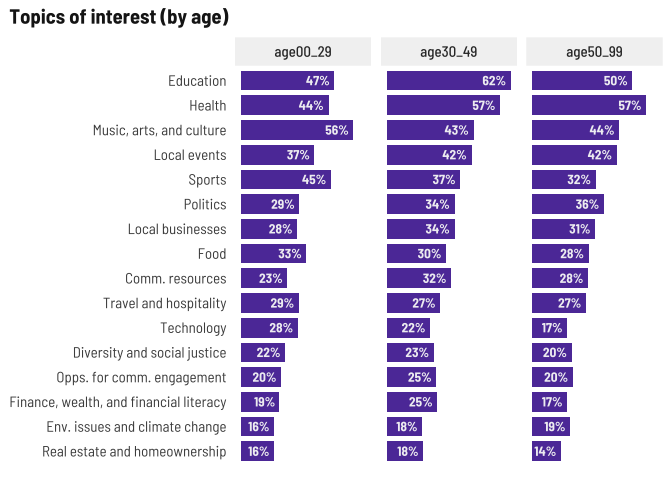 Topics of interest (by age)
age00_29 age30_49 age50_99
Education 47% 62% 50%
Health 44% 57% 57%
Music, arts, and culture 56% 43% 44%
Local events 37% 42% 42%
Sports 45% 37% 32%
Politics 29% 34% 36%
Local businesses 28% 34% 31%
Food 33% 30% 28%
Comm. resources 23% 32% 28%
Travel and hospitality 29% 27% 27%
Technology 28% 22% 17%
Diversity and social justice 22% 23% 20%
Opps. for comm. engagement 20% 25% 20%
Finance, wealth, and financial literacy 19% 25% 17%
Env. issues and climate change 16% 18% 19%
Real estate and homeownership 16% 18% 14%